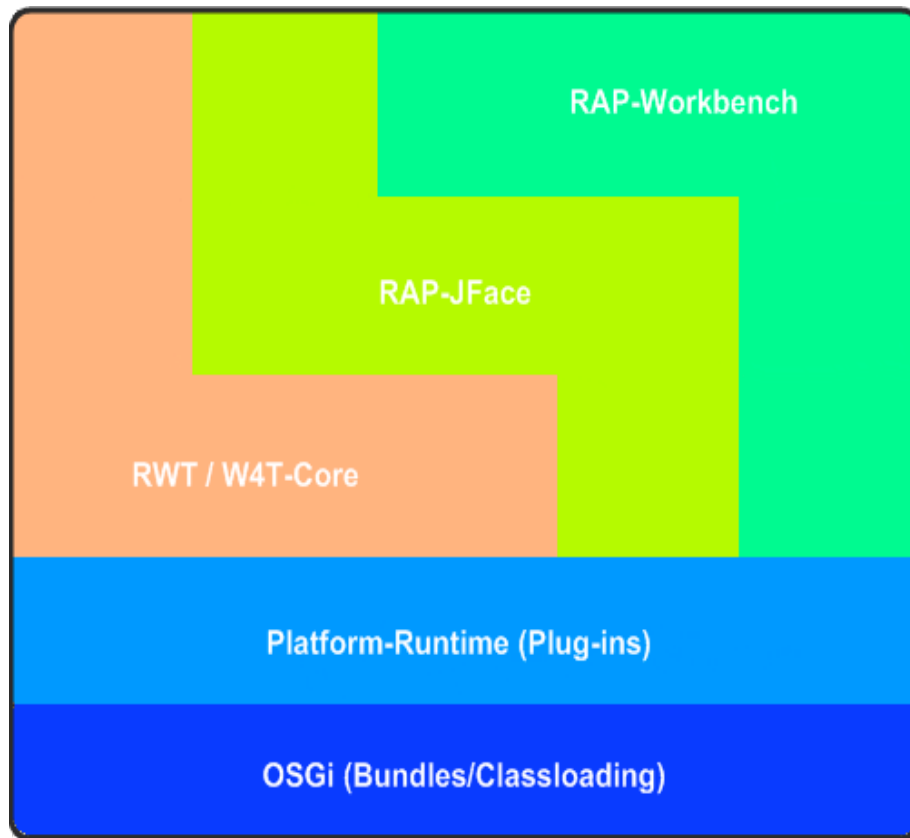 RAP-Workbench
RAP-JFace
RWT / W4T-Core
Platform-Runtime (Plug-ins)
OSGi (Bundles/Classloading)